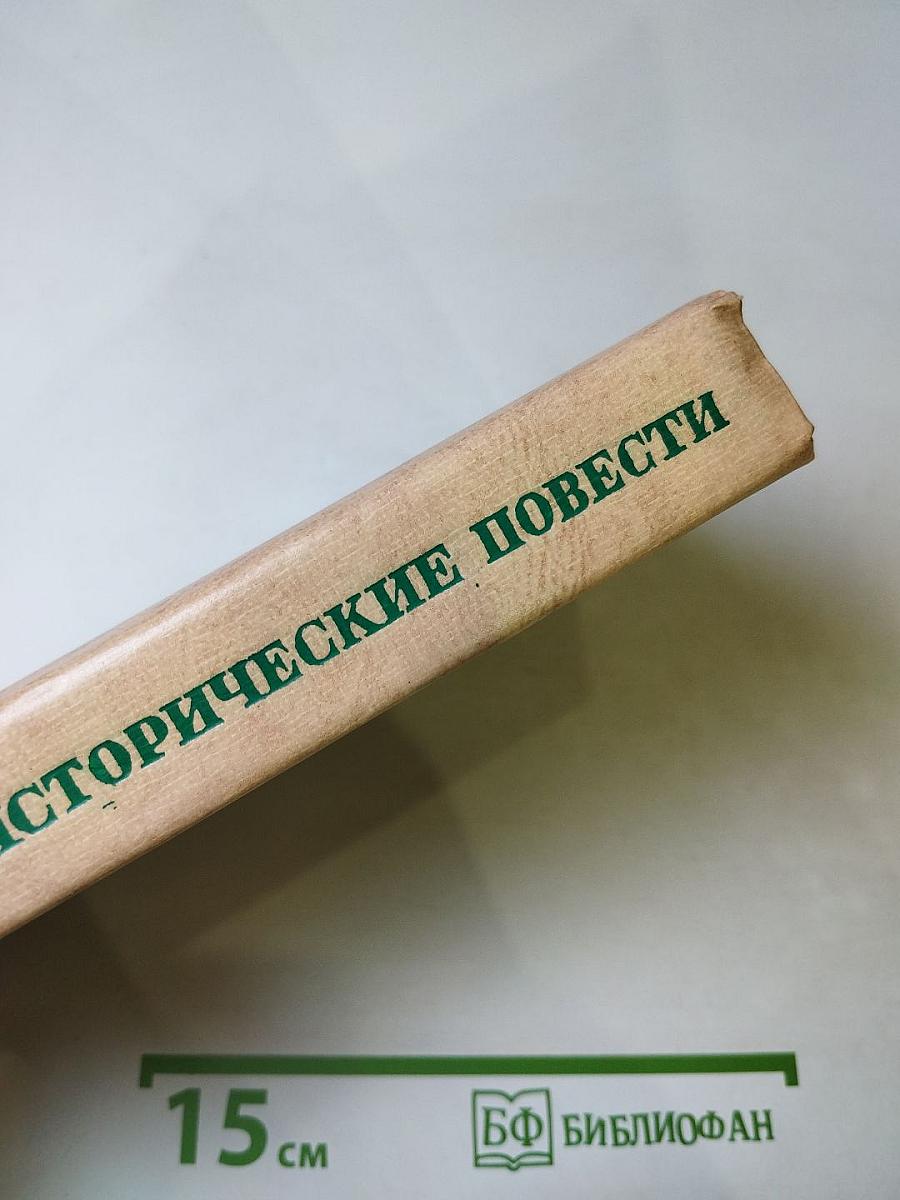 ИСТОРИЧЕСКИЕ ПОВЕСТИ
15 см
БФ БИБЛИОФАН